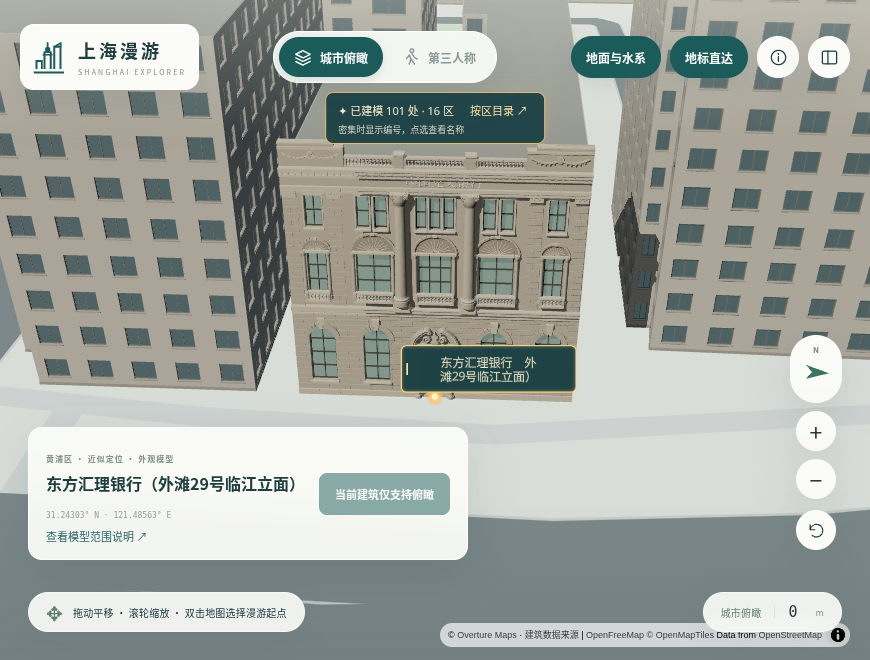 上海漫游
SHANGHAI EXPLORER
城市俯瞰
第三人称
地面与水系
地标直达
✦ 已建模 101 处 · 16 区 按区目录 ↗
密集时显示编号，点选查看名称
东方汇理银行 外
滩29号临江立面）
N
黄浦区 · 近似定位 · 外观模型
东方汇理银行（外滩29号临江立面）
当前建筑仅支持俯瞰
31.24303° N · 121.48563° E
查看模型范围说明 ↗
拖动平移 · 滚轮缩放 · 双击地图选择漫游起点
城市俯瞰 0 m
© Overture Maps · 建筑数据来源 | OpenFreeMap © OpenMapTiles Data from OpenStreetMap